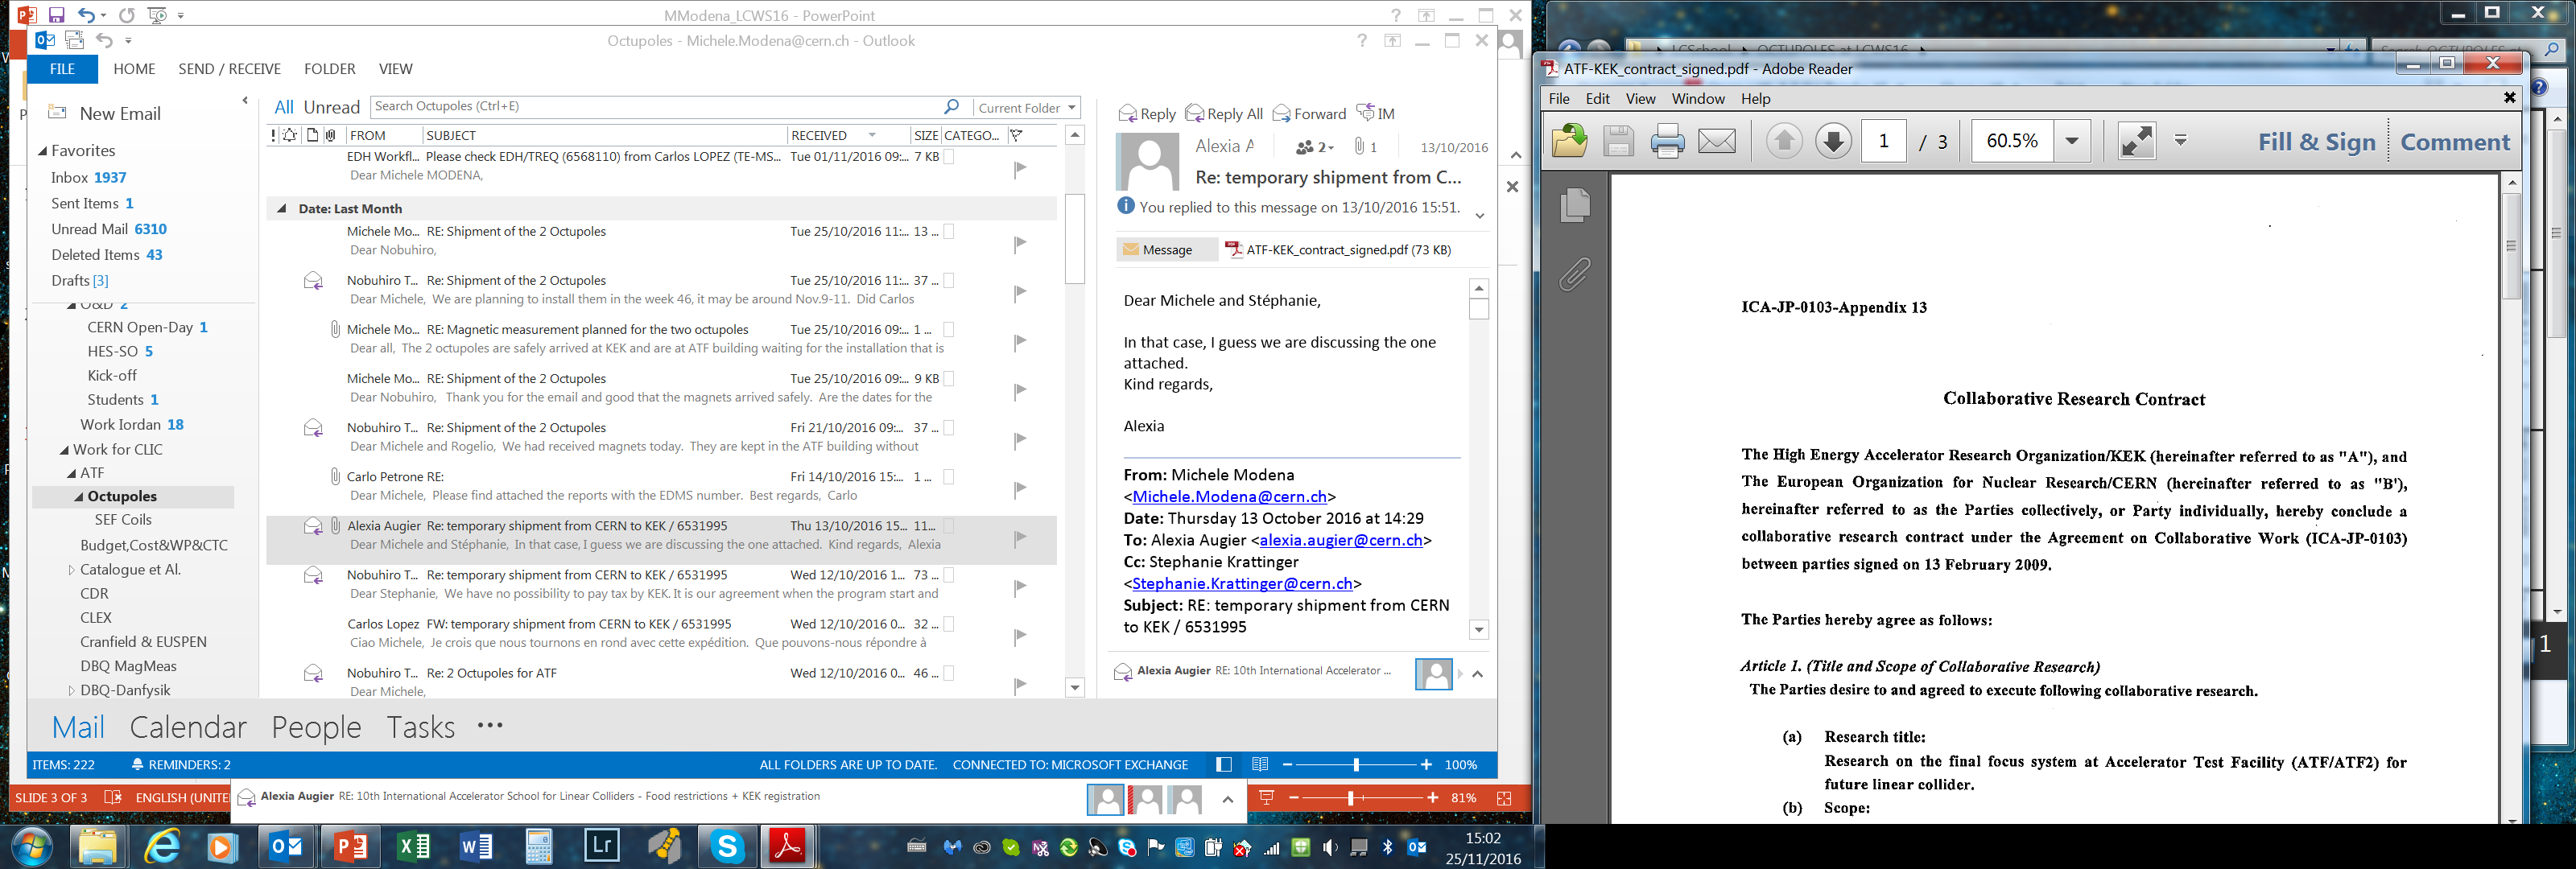 MModena_LCWS16 - PowerPoint
Octupoles - Michele.Modena@cern.ch - Outlook
FILE HOME SEND / RECEIVE FOLDER VIEW
New Email
Favorites
Inbox 1937
Sent Items 1
Unread Mail 6310
Deleted Items 43
Drafts [3]
O&D 2
CERN Open-Day 1
HES-SO 5
Kick-off
Students 1
Work Iordan 18
Work for CLIC
ATF
Octupoles
SEF Coils
Budget,Cost&WP&CTC
Catalogue et Al.
CDR
CLEX
Cranfield & EUSPEN
DBQ MagMeas
DBQ-Danfysik
All Unread Search Octupoles (Ctrl+E) Current Folder
! FROM SUBJECT RECEIVED SIZE CATEGO...
EDH Workfl... Please check EDH/TREQ (6568110) from Carlos LOPEZ (TE-MS... Tue 01/11/2016 09:... 7 KB
Dear Michele MODENA,
Date: Last Month
Michele Mo... RE: Shipment of the 2 Octupoles Tue 25/10/2016 11:... 13 ...
Dear Nobuhiro,
Nobuhiro T... Re: Shipment of the 2 Octupoles Tue 25/10/2016 11:... 37 ...
Dear Michele, We are planning to install them in the week 46, it may be around Nov.9-11. Did Carlos
Michele Mo... RE: Magnetic measurement planned for the two octupoles Tue 25/10/2016 09:... 1 ...
Dear all, The 2 octupoles are safely arrived at KEK and are at ATF building waiting for the installation that is
Michele Mo... RE: Shipment of the 2 Octupoles Tue 25/10/2016 09:... 9 KB
Dear Nobuhiro, Thank you for the email and good that the magnets arrived safely. Are the dates for the
Nobuhiro T... Re: Shipment of the 2 Octupoles Fri 21/10/2016 09:... 37 ...
Dear Michele and Rogelio, We had received magnets today. They are kept in the ATF building without
Carlo Petrone RE: Fri 14/10/2016 15:... 1 ...
Dear Michele, Please find attached the reports with the EDMS number. Best regards, Carlo
Alexia Augier Re: temporary shipment from CERN to KEK / 6531995 Thu 13/10/2016 15... 11...
Dear Michele and Stéphanie, In that case, I guess we are discussing the one attached. Kind regards, Alexia
Nobuhiro T... Re: temporary shipment from CERN to KEK / 6531995 Wed 12/10/2016 1... 73 ...
Dear Stephanie, We have no possibility to pay tax by KEK. It is our agreement when the program start and
Carlos Lopez FW: temporary shipment from CERN to KEK / 6531995 Wed 12/10/2016 0... 32 ...
Ciao Michele, Je crois que nous tournons en rond avec cette expédition. Que pouvons-nous répondre à
Nobuhiro T... Re: 2 Octupoles for ATF Wed 12/10/2016 0... 46 ...
Dear Michele,
Reply Reply All Forward IM
Alexia A 2 1 13/10/2016
Re: temporary shipment from C...
You replied to this message on 13/10/2016 15:51.
Message ATF-KEK_contract_signed.pdf (73 KB)
Dear Michele and Stéphanie,
In that case, I guess we are discussing the one
attached.
Kind regards,
Alexia
From: Michele Modena
<Michele.Modena@cern.ch>
Date: Thursday 13 October 2016 at 14:29
To: Alexia Augier <alexia.augier@cern.ch>
Cc: Stephanie Krattinger
<Stephanie.Krattinger@cern.ch>
Subject: RE: temporary shipment from CERN
to KEK / 6531995
Alexia Augier RE: 10th International Accelerator ...
Mail Calendar People Tasks •••
ITEMS: 222 REMINDERS: 2 ALL FOLDERS ARE UP TO DATE. CONNECTED TO: MICROSOFT EXCHANGE 100%
SLIDE 3 OF 3 ENGLISH (UNITE
Alexia Augier RE: 10th International Accelerator School for Linear Colliders - Food restrictions + KEK registration
81%
Lr
15:02
25/11/2016
LCSchool OCTUPOLES at LCWS16
ATF-KEK_contract_signed.pdf - Adobe Reader
File Edit View Window Help
1 / 3 60.5% Fill & Sign Comment
ICA-JP-0103-Appendix 13
Collaborative Research Contract
The High Energy Accelerator Research Organization/KEK (hereinafter referred to as "A"), and
The European Organization for Nuclear Research/CERN (hereinafter referred to as "B'),
hereinafter referred to as the Parties collectively, or Party individually, hereby conclude a
collaborative research contract under the Agreement on Collaborative Work (ICA-JP-0103)
between parties signed on 13 February 2009.
The Parties hereby agree as follows:
Article 1. (Title and Scope of Collaborative Research)
The Parties desire to and agreed to execute following collaborative research.
(a) Research title:
Research on the final focus system at Accelerator Test Facility (ATF/ATF2) for
future linear collider.
(b) Scope:
1